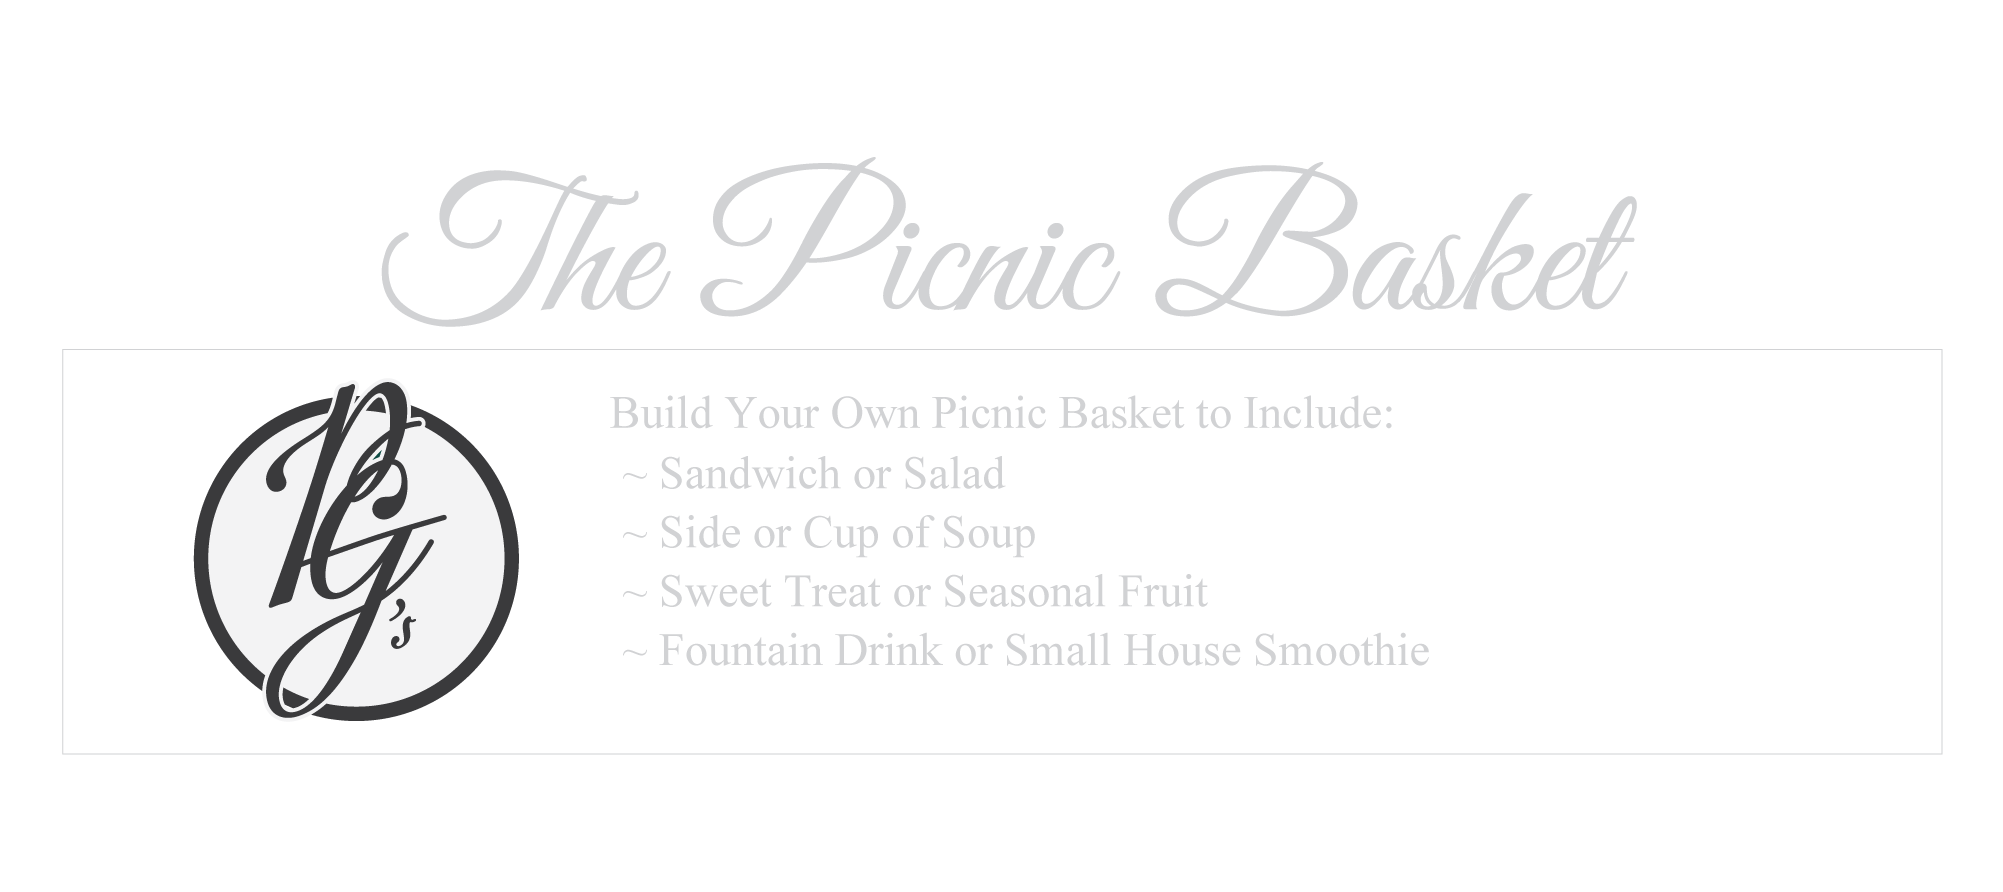 The Picnic Basket
PG's
Build Your Own Picnic Basket to Include:
~ Sandwich or Salad
~ Side or Cup of Soup
~ Sweet Treat or Seasonal Fruit
~ Fountain Drink or Small House Smoothie